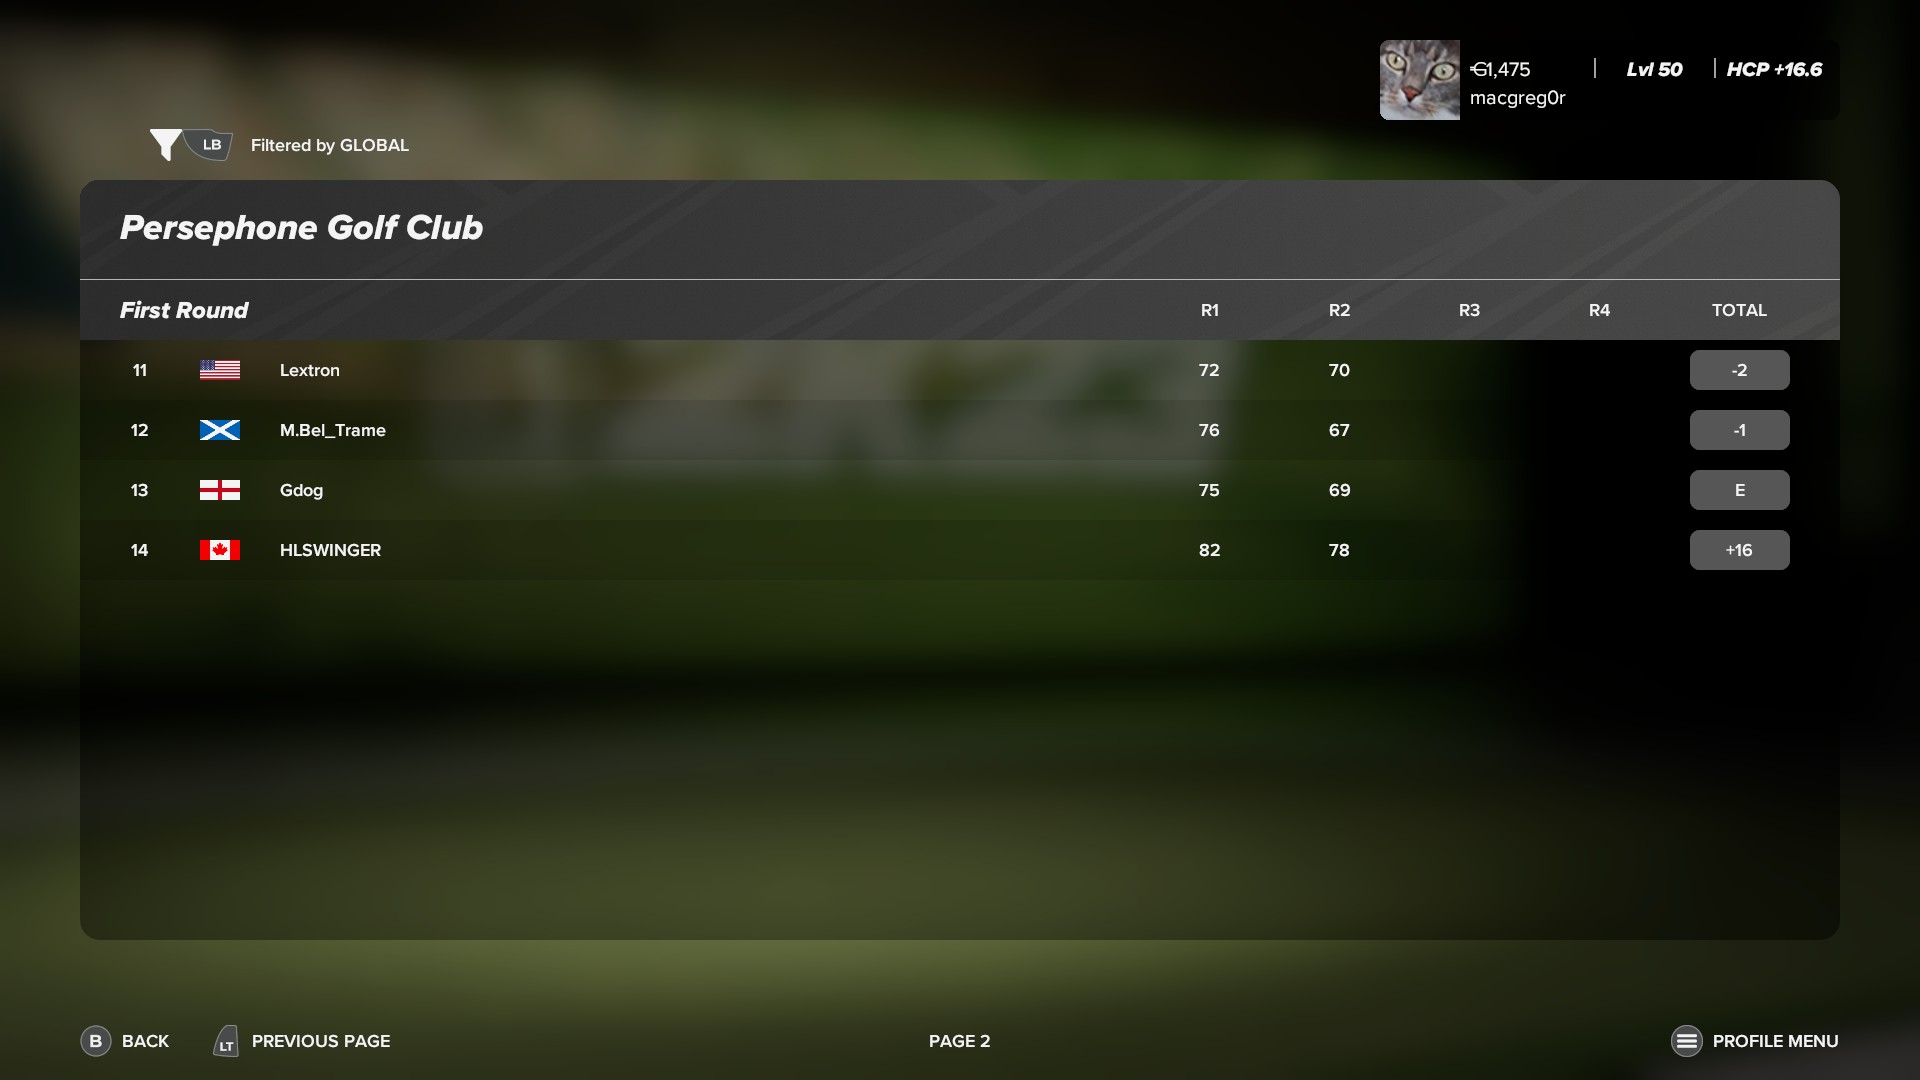 G1,475 | Lvl 50 | HCP +16.6
macgreg0r
LB Filtered by GLOBAL
Persephone Golf Club
First Round R1 R2 R3 R4 TOTAL
11 Lextron 72 70 -2
12 M.Bel_Trame 76 67 -1
13 Gdog 75 69 E
14 HLSWINGER 82 78 +16
B BACK LT PREVIOUS PAGE PAGE 2 PROFILE MENU